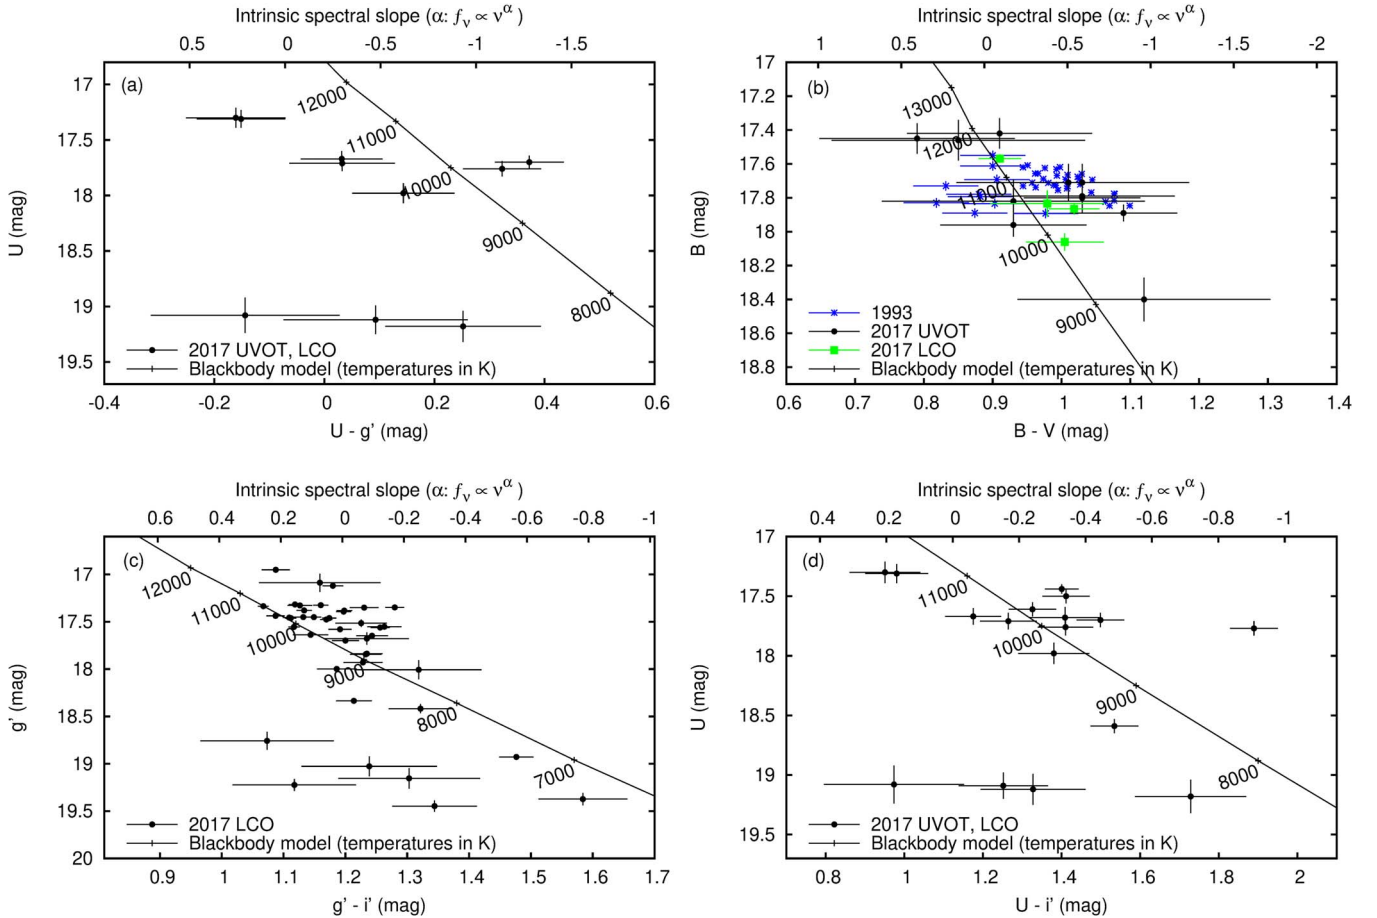 Intrinsic spectral slope (α: fν ∝ να)
0.5 0 -0.5 -1 -1.5
(a)
17
17.5
18
18.5
19
19.5
U (mag)
12000
11000
10000
9000
8000
2017 UVOT, LCO
Blackbody model (temperatures in K)
-0.4 -0.2 0 0.2 0.4 0.6
U - g’ (mag)
Intrinsic spectral slope (α: fν ∝ να)
1 0.5 0 -0.5 -1 -1.5 -2
(b)
17
17.2
17.4
17.6
17.8
18
18.2
18.4
18.6
18.8
B (mag)
13000
12000
11000
10000
9000
1993
2017 UVOT
2017 LCO
Blackbody model (temperatures in K)
0.6 0.7 0.8 0.9 1 1.1 1.2 1.3 1.4
B - V (mag)
Intrinsic spectral slope (α: fν ∝ να)
0.6 0.4 0.2 0 -0.2 -0.4 -0.6 -0.8 -1
(c)
17
17.5
18
18.5
19
19.5
20
g’ (mag)
12000
11000
10000
9000
8000
7000
2017 LCO
Blackbody model (temperatures in K)
0.9 1 1.1 1.2 1.3 1.4 1.5 1.6 1.7
g’ - i’ (mag)
Intrinsic spectral slope (α: fν ∝ να)
0.4 0.2 0 -0.2 -0.4 -0.6 -0.8 -1
(d)
17
17.5
18
18.5
19
19.5
U (mag)
11000
10000
9000
8000
2017 UVOT, LCO
Blackbody model (temperatures in K)
0.8 1 1.2 1.4 1.6 1.8 2
U - i’ (mag)